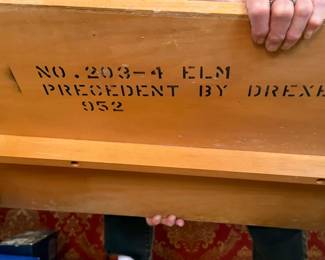 NO. 203-4 ELM
PRECEDENT BY DREXE
952